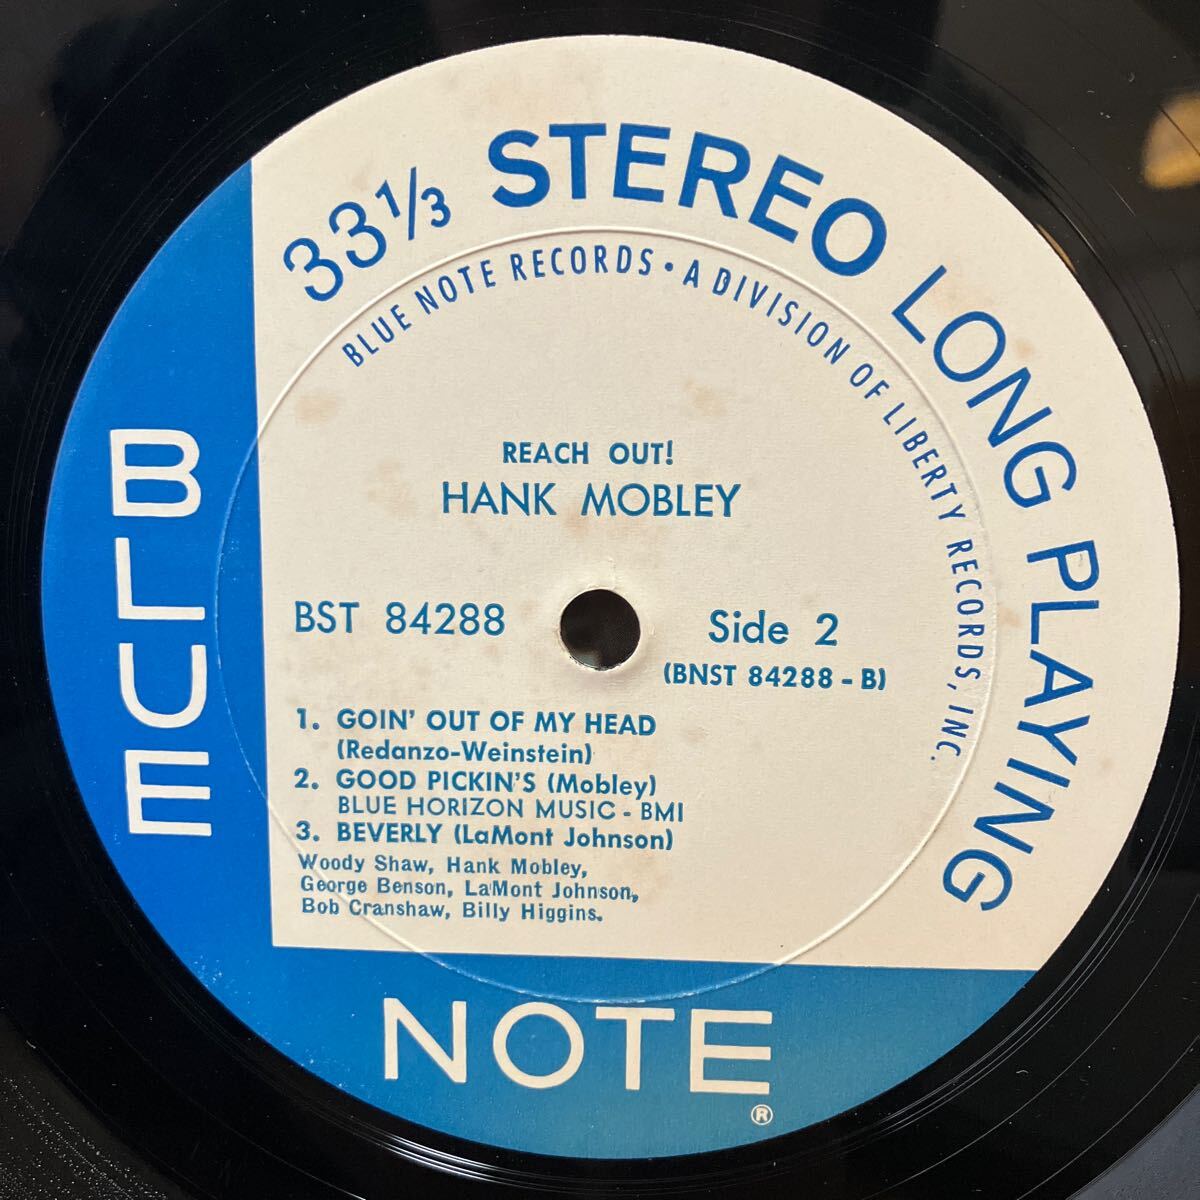 33 1/3 STEREO LONG PLAYING
BLUE NOTE RECORDS • A DIVISION OF LIBERTY RECORDS, INC.
REACH OUT!
HANK MOBLEY
BST 84288
Side 2
(BNST 84288 - B)
1. GOIN' OUT OF MY HEAD
(Redanzo-Weinstein)
2. GOOD PICKIN'S (Mobley)
BLUE HORIZON MUSIC - BMI
3. BEVERLY (LaMont Johnson)
Woody Shaw, Hank Mobley,
George Benson, LaMont Johnson,
Bob Cranshaw, Billy Higgins.
BLUE
NOTE
®